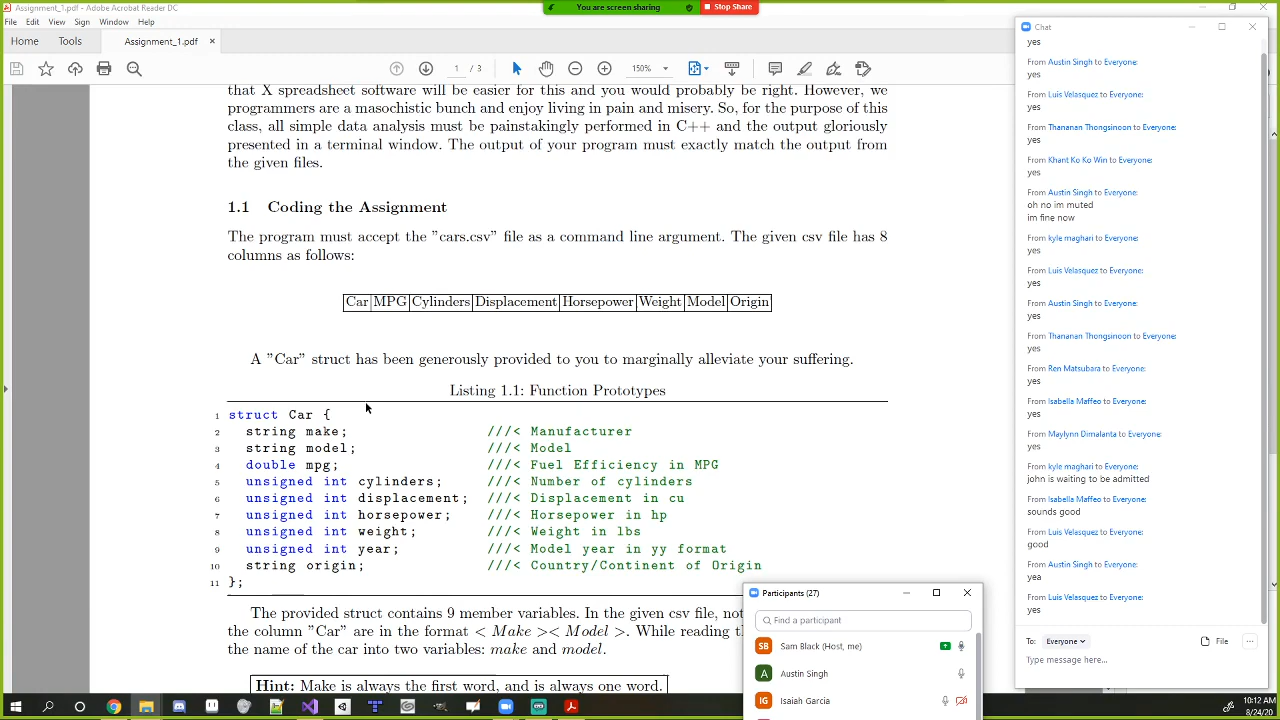 Assignment_1.pdf - Adobe Acrobat Reader DC
You are screen sharing
Stop Share
File Edit View Sign Window Help
Home Tools Assignment_1.pdf ×
1 / 3 150%
that X spreadsheet software will be easier for this and you would probably be right. However, we
programmers are a masochistic bunch and enjoy living in pain and misery. So, for the purpose of this
class, all simple data analysis must be painstakingly performed in C++ and the output gloriously
presented in a terminal window. The output of your program must exactly match the output from
the given files.
1.1 Coding the Assignment
The program must accept the "cars.csv" file as a command line argument. The given csv file has 8
columns as follows:
Car MPG Cylinders Displacement Horsepower Weight Model Origin
A "Car" struct has been generously provided to you to marginally alleviate your suffering.
Listing 1.1: Function Prototypes
1 struct Car {
2 string make; ///< Manufacturer
3 string model; ///< Model
4 double mpg; ///< Fuel Efficiency in MPG
5 unsigned int cylinders; ///< Number of cylinders
6 unsigned int displacement; ///< Displacement in cu
7 unsigned int horsepower; ///< Horsepower in hp
8 unsigned int weight; ///< Weight in lbs
9 unsigned int year; ///< Model year in yy format
10 string origin; ///< Country/Continent of Origin
11 };
The provided struct contains 9 member variables. In the given csv file, not
the column "Car" are in the format < Make >< Model >. While reading t
the name of the car into two variables: make and model.
Hint: Make is always the first word, and is always one word.
Chat
yes
From Austin Singh to Everyone:
yes
From Luis Velasquez to Everyone:
yes
From Thananan Thongsinoon to Everyone:
yes
From Khant Ko Ko Win to Everyone:
yes
From Austin Singh to Everyone:
oh no im muted
im fine now
From kyle maghari to Everyone:
yes
From Luis Velasquez to Everyone:
yes
From Austin Singh to Everyone:
yes
From Thananan Thongsinoon to Everyone:
yes
From Ren Matsubara to Everyone:
yes
From Isabella Maffeo to Everyone:
yes
From Maylynn Dimalanta to Everyone:
yes
From kyle maghari to Everyone:
john is waiting to be admitted
From Isabella Maffeo to Everyone:
sounds good
From Luis Velasquez to Everyone:
good
From Austin Singh to Everyone:
yea
From Luis Velasquez to Everyone:
yes
To: Everyone File ...
Type message here...
Participants (27)
Find a participant
SB Sam Black (Host, me)
A Austin Singh
IG Isaiah Garcia
10:12 AM
8/24/20